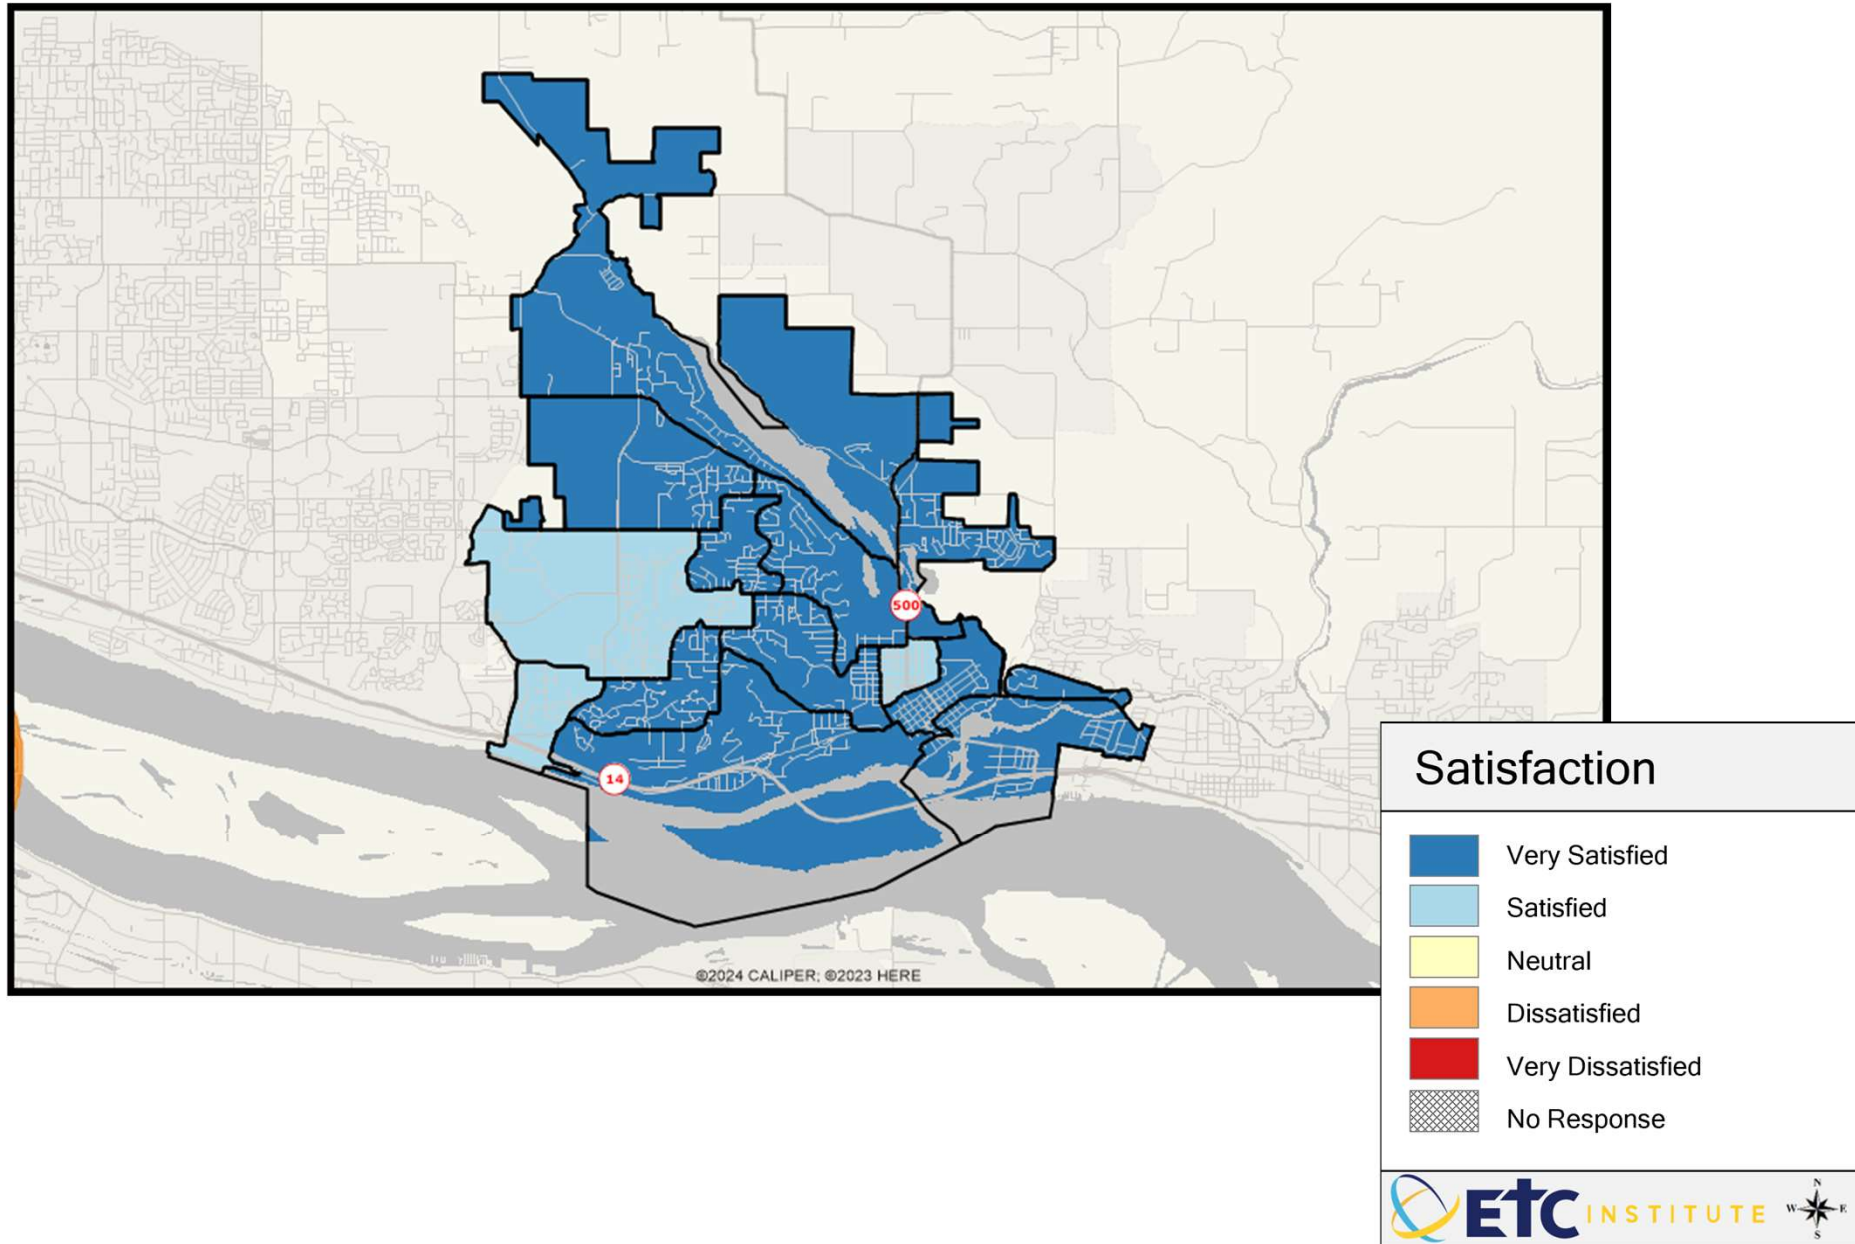 500
14
©2024 CALIPER; ©2023 HERE
Satisfaction
Very Satisfied
Satisfied
Neutral
Dissatisfied
Very Dissatisfied
No Response
ETC INSTITUTE
N
W E
S